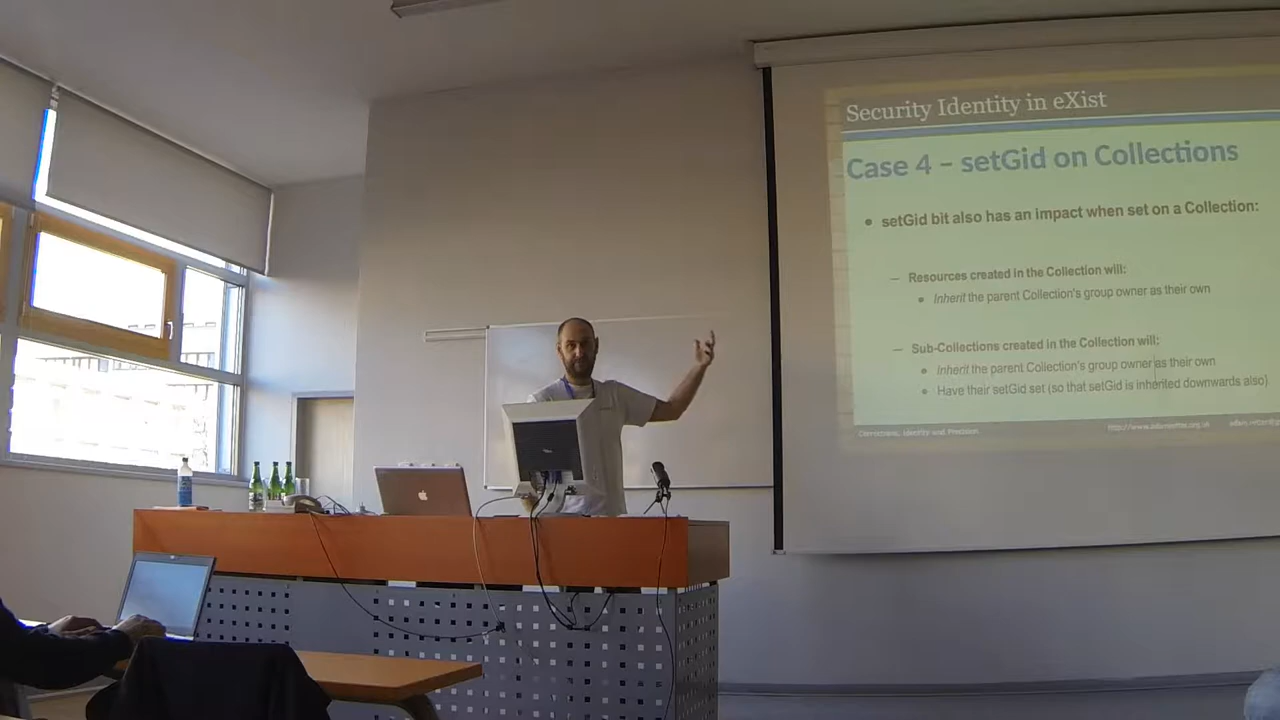 Security Identity in eXist
Case 4 – setGid on Collections
• setGid bit also has an impact when set on a Collection:
– Resources created in the Collection will:
• Inherit the parent Collection's group owner as their own
– Sub-Collections created in the Collection will:
• Inherit the parent Collection's group owner as their own
• Have their setGid set (so that setGid is inherited downwards also)
Identity and Precision